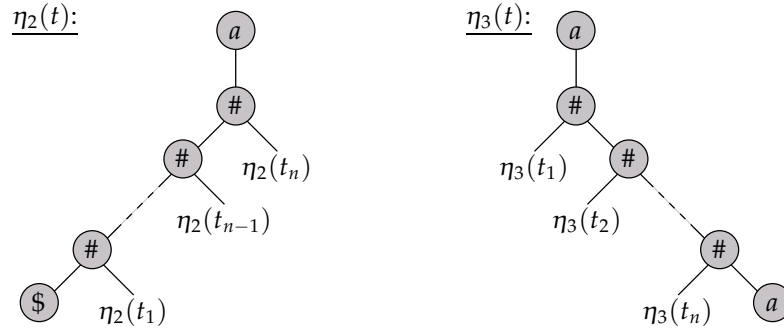 η₂(t): a η₃(t): a
# #
# η₂(tₙ) η₃(t₁) #
η₂(tₙ₋₁) η₃(t₂)
# #
$ η₂(t₁) η₃(tₙ) a